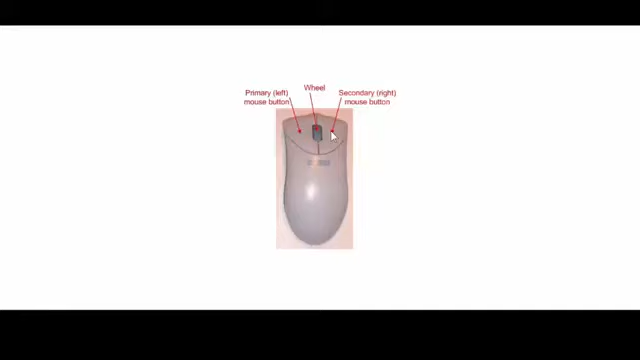 Wheel
Primary (left)
mouse button
Secondary (right)
mouse button